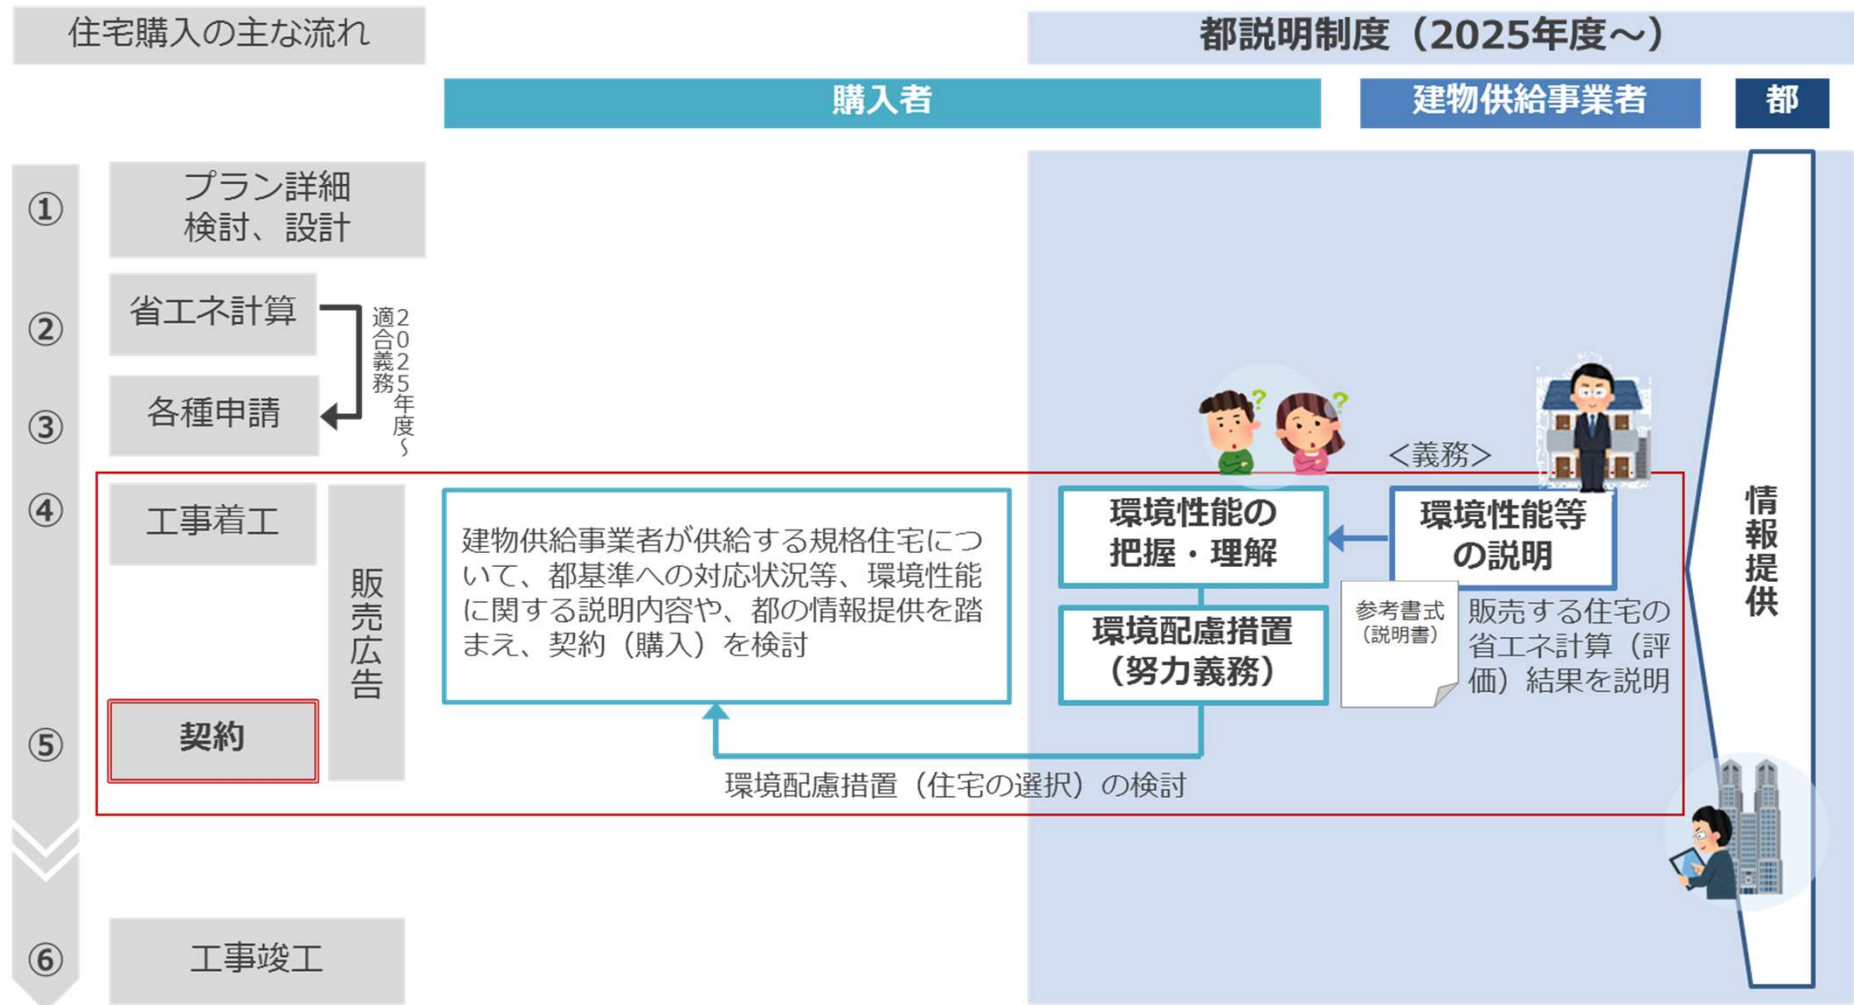 住宅購入の主な流れ
都説明制度（2025年度～）
購入者
建物供給事業者
都
①
プラン詳細
検討、設計
②
省エネ計算
2025年度～
適合義務
③
各種申請
④
工事着工
販売広告
建物供給事業者が供給する規格住宅につ
いて、都基準への対応状況等、環境性能
に関する説明内容や、都の情報提供を踏
まえ、契約（購入）を検討
?
?
環境性能の
把握・理解
＜義務＞
環境性能等
の説明
環境配慮措置
（努力義務）
参考書式
（説明書）
販売する住宅の
省エネ計算（評
価）結果を説明
情報提供
⑤
契約
環境配慮措置（住宅の選択）の検討
⑥
工事竣工